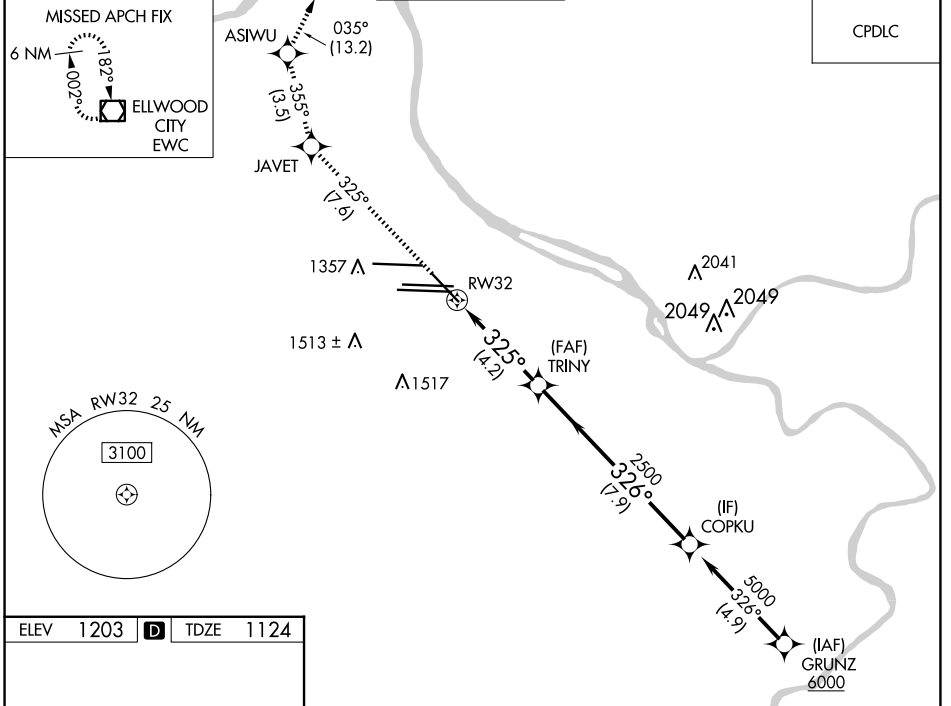 MISSED APCH FIX
6 NM
182°
002°
ELLWOOD
CITY
EWC
ASIWU
035°
(13.2)
CPDLC
355°
(3.5)
JAVET
325°
(7.6)
1357
RW32
2041
2049
2049
1513 ±
325°
(4.2)
(FAF)
TRINY
1517
MSA RW32 25 NM
3100
2500
326°
(7.9)
(IF)
COPKU
5000
326°
(4.9)
(IAF)
GRUNZ
6000
ELEV 1203 D TDZE 1124